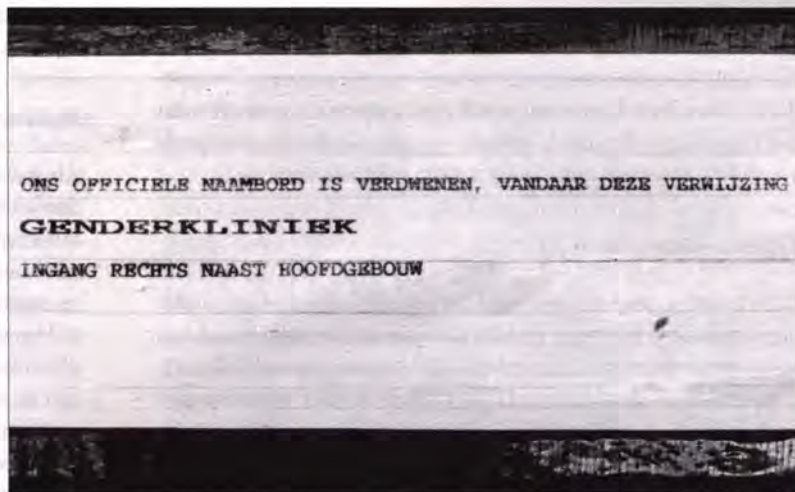 ONS OFFICIELE NAAMBORD IS VERDWENEN, VANDAAR DEZE VERWIJZING
GENDERKLINIEK
INGANG RECHTS NAAST HOOFDGEBOUW